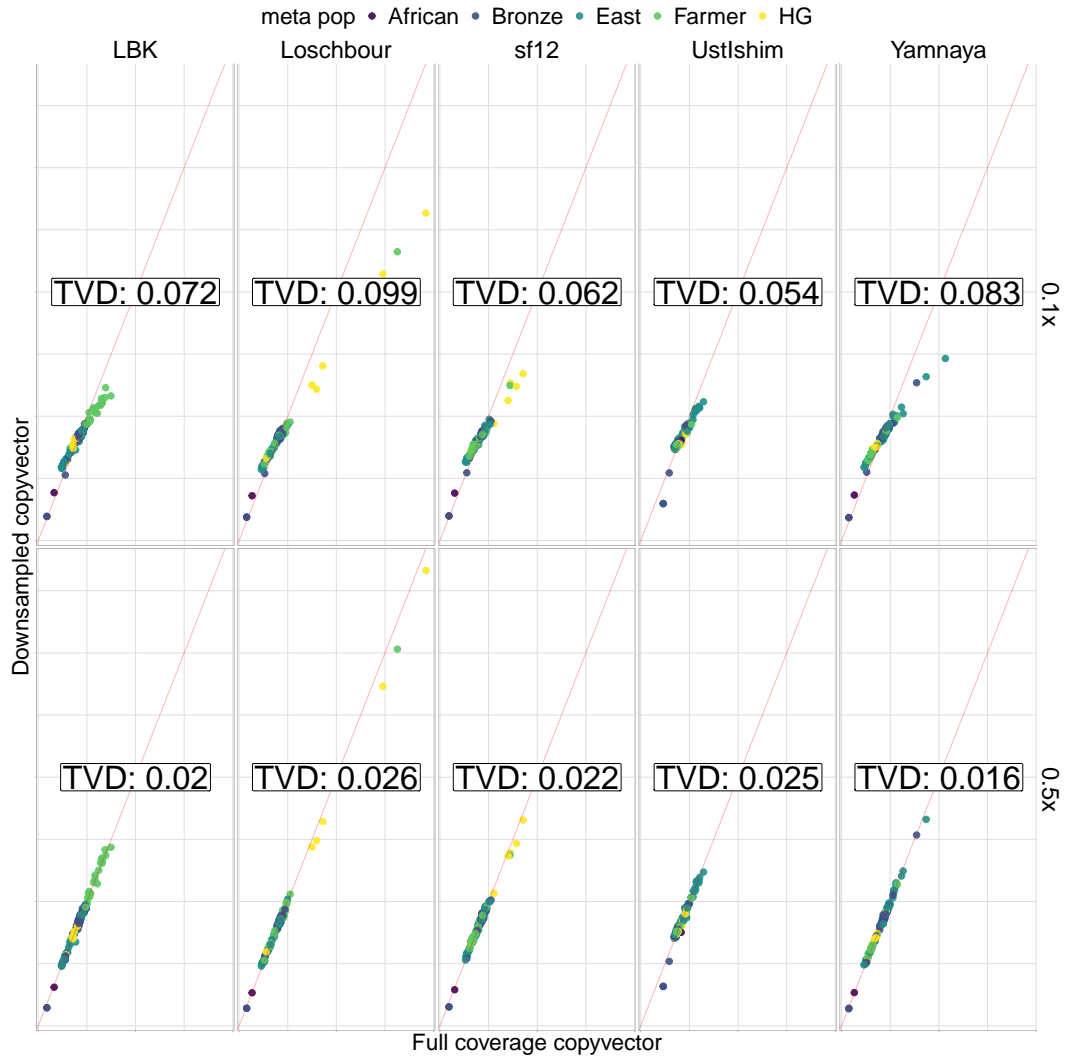 meta pop African Bronze East Farmer HG
LBK Loschbour sf12 UstIshim Yamnaya
TVD: 0.072 TVD: 0.099 TVD: 0.062 TVD: 0.054 TVD: 0.083
0.1x
Downsampled copyvector
TVD: 0.02 TVD: 0.026 TVD: 0.022 TVD: 0.025 TVD: 0.016
0.5x
Full coverage copyvector